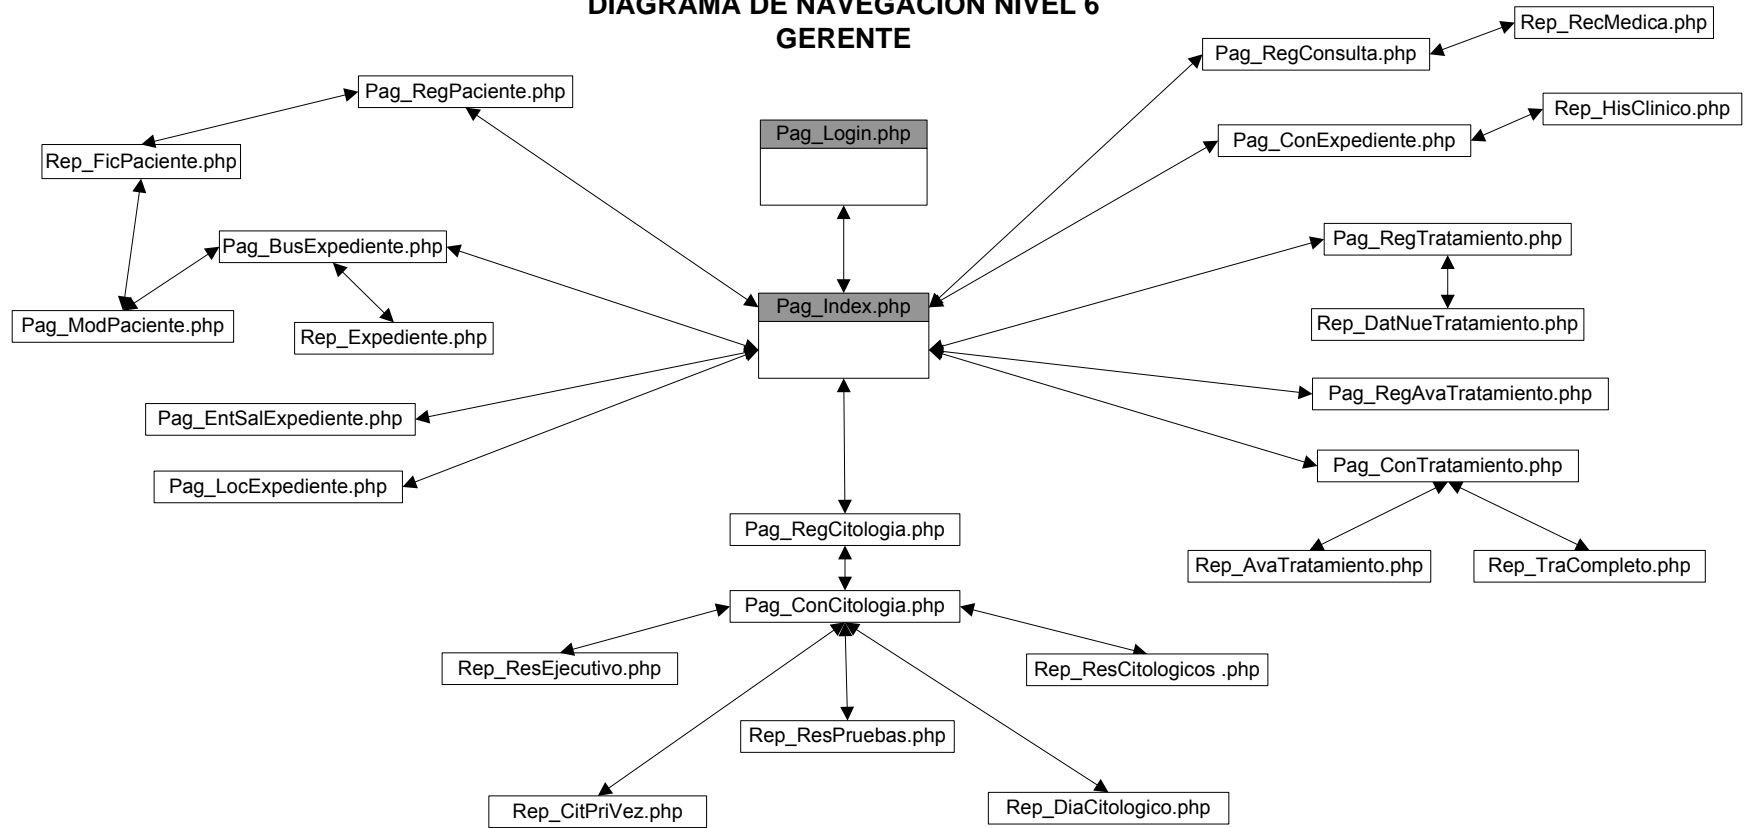 DIAGRAMA DE NAVEGACION NIVEL 6
GERENTE
Rep_RecMedica.php
Pag_RegConsulta.php
Pag_RegPaciente.php
Rep_HisClinico.php
Pag_Login.php
Pag_ConExpediente.php
Rep_FicPaciente.php
Pag_BusExpediente.php
Pag_RegTratamiento.php
Pag_Index.php
Pag_ModPaciente.php
Rep_Expediente.php
Rep_DatNueTratamiento.php
Pag_RegAvaTratamiento.php
Pag_EntSalExpediente.php
Pag_ConTratamiento.php
Pag_LocExpediente.php
Pag_RegCitologia.php
Rep_AvaTratamiento.php
Rep_TraCompleto.php
Pag_ConCitologia.php
Rep_ResEjecutivo.php
Rep_ResCitologicos .php
Rep_ResPruebas.php
Rep_CitPriVez.php
Rep_DiaCitologico.php